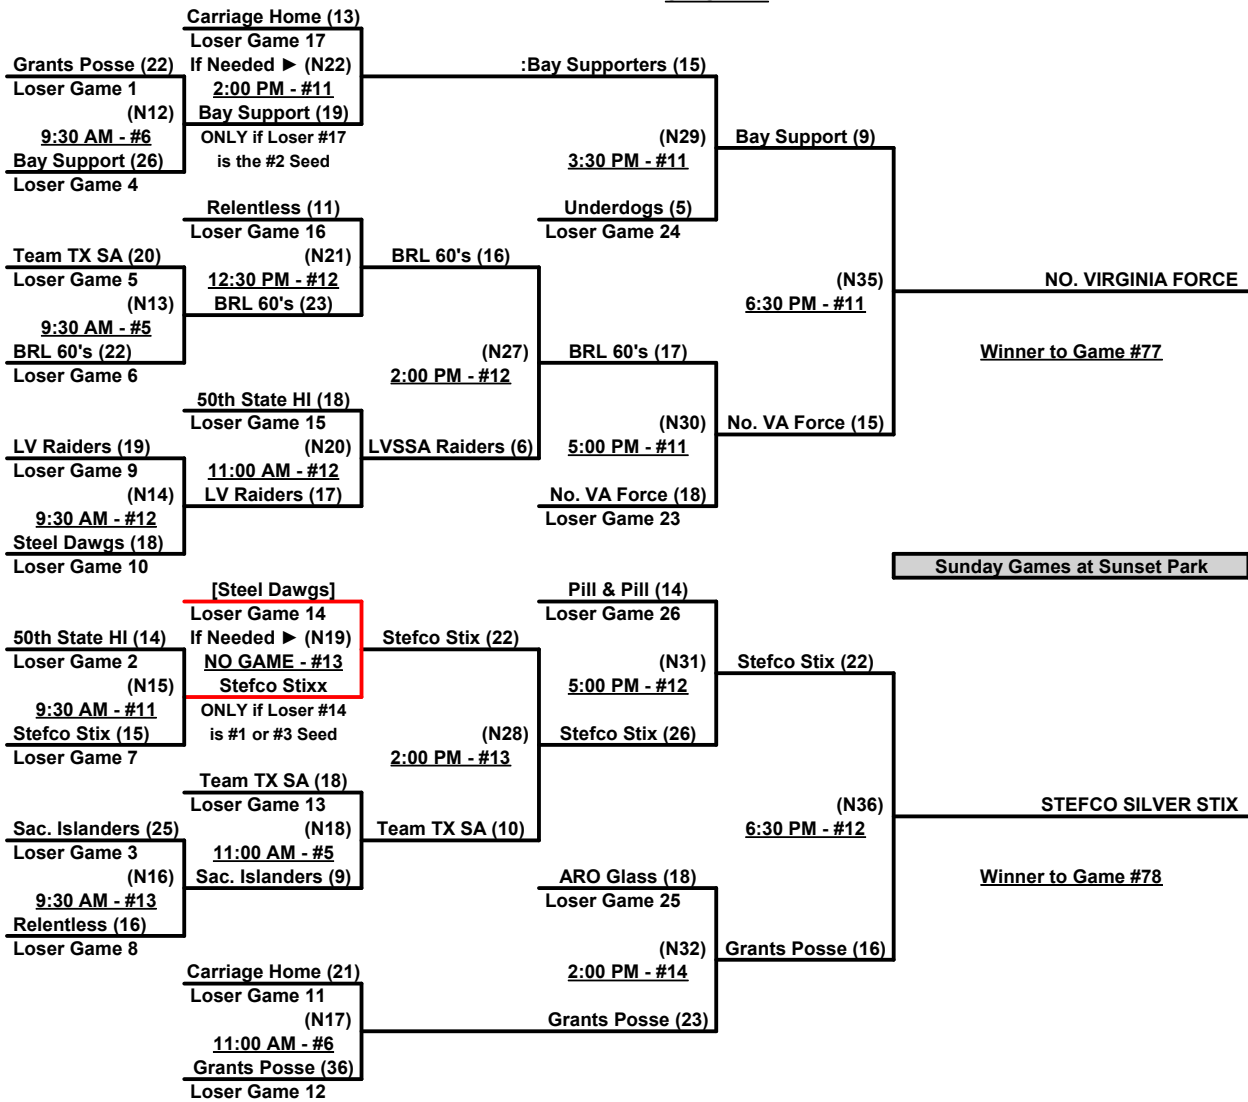 Carriage Home (13)
Loser Game 17
Grants Posse (22)
If Needed ► (N22)
:Bay Supporters (15)
Loser Game 1
2:00 PM - #11
(N12)
Bay Support (19)
9:30 AM - #6
ONLY if Loser #17
(N29)
Bay Support (9)
Bay Support (26)
is the #2 Seed
3:30 PM - #11
Loser Game 4
Relentless (11)
Underdogs (5)
Loser Game 16
Loser Game 24
Team TX SA (20)
(N21)
BRL 60's (16)
Loser Game 5
12:30 PM - #12
(N35)
NO. VIRGINIA FORCE
(N13)
BRL 60's (23)
6:30 PM - #11
9:30 AM - #5
BRL 60's (22)
(N27)
BRL 60's (17)
Winner to Game #77
Loser Game 6
2:00 PM - #12
50th State HI (18)
Loser Game 15
(N30)
No. VA Force (15)
LV Raiders (19)
(N20)
LVSSA Raiders (6)
5:00 PM - #11
Loser Game 9
11:00 AM - #12
(N14)
LV Raiders (17)
No. VA Force (18)
9:30 AM - #12
Loser Game 23
Steel Dawgs (18)
Loser Game 10
Sunday Games at Sunset Park
[Steel Dawgs]
Pill & Pill (14)
Loser Game 14
Loser Game 26
50th State HI (14)
If Needed ► (N19)
Stefco Stix (22)
Loser Game 2
NO GAME - #13
(N31)
Stefco Stix (22)
(N15)
Stefco Stixx
5:00 PM - #12
9:30 AM - #11
ONLY if Loser #14
Stefco Stix (15)
is #1 or #3 Seed
(N28)
Stefco Stix (26)
Loser Game 7
2:00 PM - #13
Team TX SA (18)
Loser Game 13
(N36)
STEFCO SILVER STIX
Sac. Islanders (25)
(N18)
Team TX SA (10)
6:30 PM - #12
Loser Game 3
11:00 AM - #5
(N16)
Sac. Islanders (9)
ARO Glass (18)
Winner to Game #78
9:30 AM - #13
Loser Game 25
Relentless (16)
Loser Game 8
(N32)
Grants Posse (16)
Carriage Home (21)
2:00 PM - #14
Loser Game 11
(N17)
Grants Posse (23)
11:00 AM - #6
Grants Posse (36)
Loser Game 12